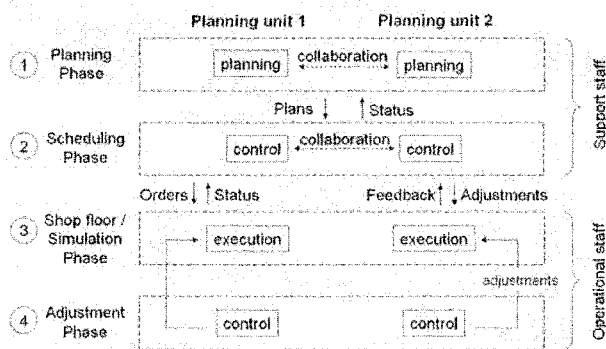 Planning unit 1 Planning unit 2
1 Planning Phase
planning collaboration planning
Plans Status
2 Scheduling Phase
control collaboration control
Support staff
Orders Status Feedback Adjustments
3 Shop floor / Simulation Phase
execution execution
adjustments
4 Adjustment Phase
control control
Operational staff